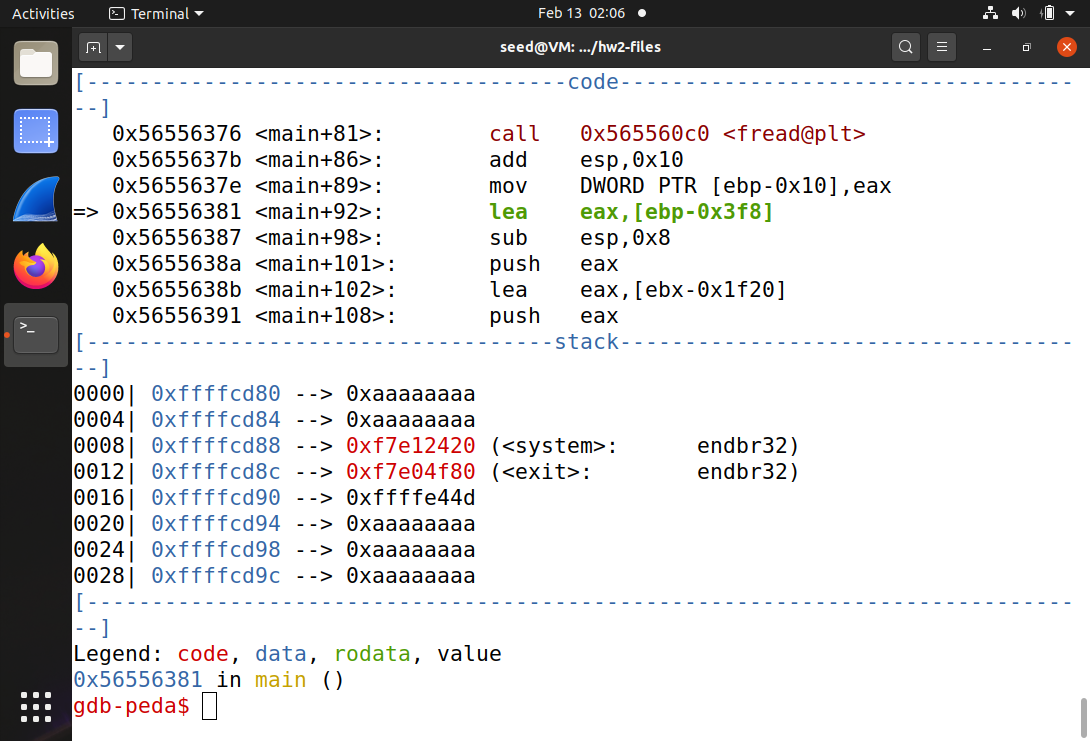 Activities Terminal Feb 13 02:06
seed@VM: .../hw2-files
[-------------------------------------code-----------------------------------
--]
0x56556376 <main+81>: call 0x565560c0 <fread@plt>
0x5655637b <main+86>: add esp,0x10
0x5655637e <main+89>: mov DWORD PTR [ebp-0x10],eax
=> 0x56556381 <main+92>: lea eax,[ebp-0x3f8]
0x56556387 <main+98>: sub esp,0x8
0x5655638a <main+101>: push eax
0x5655638b <main+102>: lea eax,[ebx-0x1f20]
0x56556391 <main+108>: push eax
[------------------------------------stack-----------------------------------
--]
0000| 0xffffcd80 --> 0xaaaaaaaa
0004| 0xffffcd84 --> 0xaaaaaaaa
0008| 0xffffcd88 --> 0xf7e12420 (<system>: endbr32)
0012| 0xffffcd8c --> 0xf7e04f80 (<exit>: endbr32)
0016| 0xffffcd90 --> 0xffffe44d
0020| 0xffffcd94 --> 0xaaaaaaaa
0024| 0xffffcd98 --> 0xaaaaaaaa
0028| 0xffffcd9c --> 0xaaaaaaaa
[----------------------------------------------------------------------------
--]
Legend: code, data, rodata, value
0x56556381 in main ()
gdb-peda$